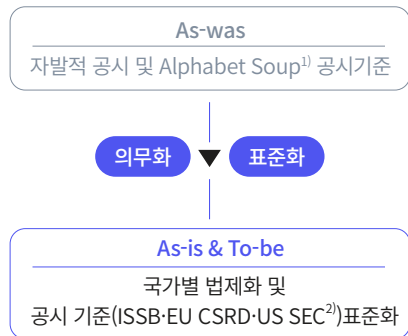 As-was
자발적 공시 및 Alphabet Soup1) 공시기준
의무화 ▼ 표준화
As-is & To-be
국가별 법제화 및
공시 기준(ISSB·EU CSRD·US SEC2))표준화